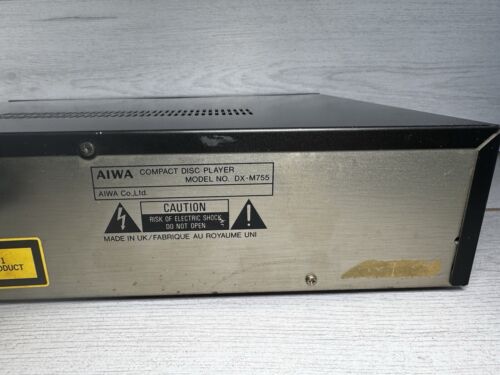 AIWA COMPACT DISC PLAYER
MODEL NO. DX-M755
AIWA Co,Ltd.
CAUTION
RISK OF ELECTRIC SHOCK
DO NOT OPEN
MADE IN UK/FABRIQUE AU ROYAUME UNI
1